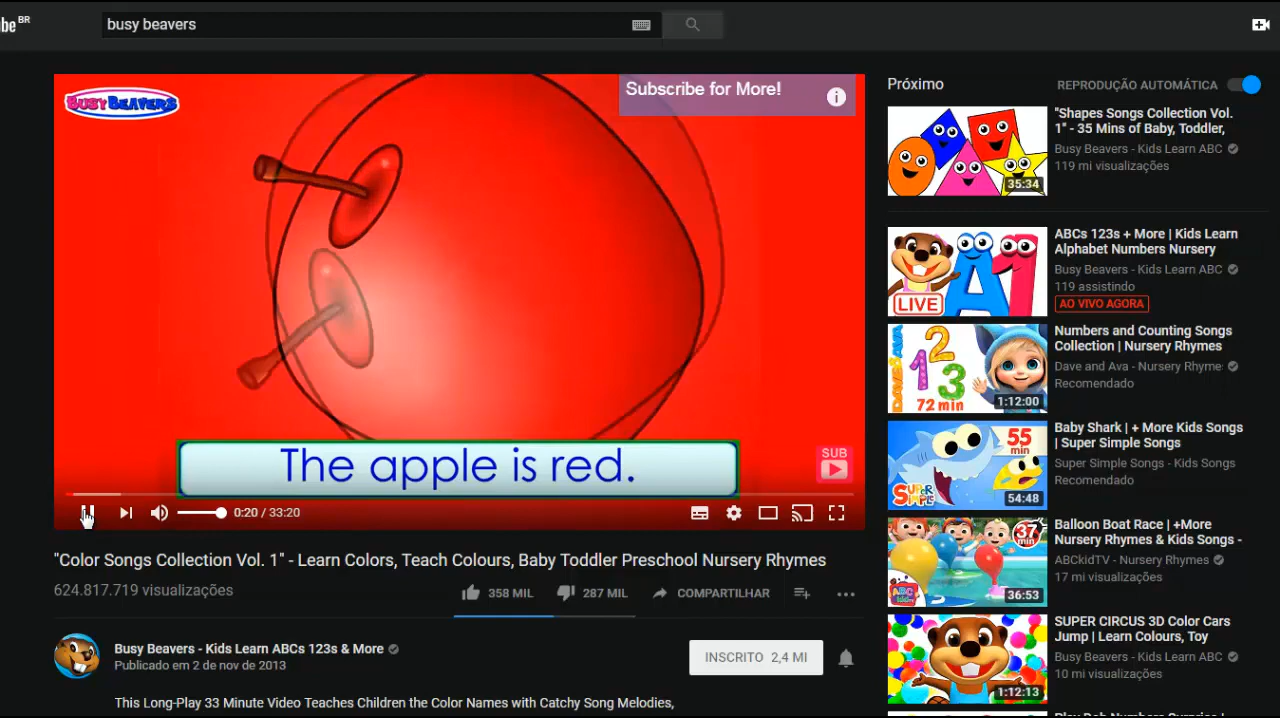 be BR
busy beavers
BUSY BEAVERS
Subscribe for More!
The apple is red.
SUB
0:20 / 33:20
"Color Songs Collection Vol. 1" - Learn Colors, Teach Colours, Baby Toddler Preschool Nursery Rhymes
624.817.719 visualizações
358 MIL
287 MIL
COMPARTILHAR
Busy Beavers - Kids Learn ABCs 123s & More
Publicado em 2 de nov de 2013
INSCRITO 2,4 MI
This Long-Play 33 Minute Video Teaches Children the Color Names with Catchy Song Melodies,
Próximo
REPRODUÇÃO AUTOMÁTICA
35:34
"Shapes Songs Collection Vol.
1" - 35 Mins of Baby, Toddler,
Busy Beavers - Kids Learn ABC
119 mi visualizações
A 1
LIVE
ABCs 123s + More | Kids Learn
Alphabet Numbers Nursery
Busy Beavers - Kids Learn ABC
119 assistindo
AO VIVO AGORA
DAVE AND AVA
1 2 3
72 min
1:12:00
Numbers and Counting Songs
Collection | Nursery Rhymes
Dave and Ava - Nursery Rhyme
Recomendado
55
min
SUPER
SIMPLE
54:48
Baby Shark | + More Kids Songs
| Super Simple Songs
Super Simple Songs - Kids Songs
Recomendado
37
min
ABC
36:53
Balloon Boat Race | +More
Nursery Rhymes & Kids Songs -
ABCkidTV - Nursery Rhymes
17 mi visualizações
1:12:13
SUPER CIRCUS 3D Color Cars
Jump | Learn Colours, Toy
Busy Beavers - Kids Learn ABC
10 mi visualizações